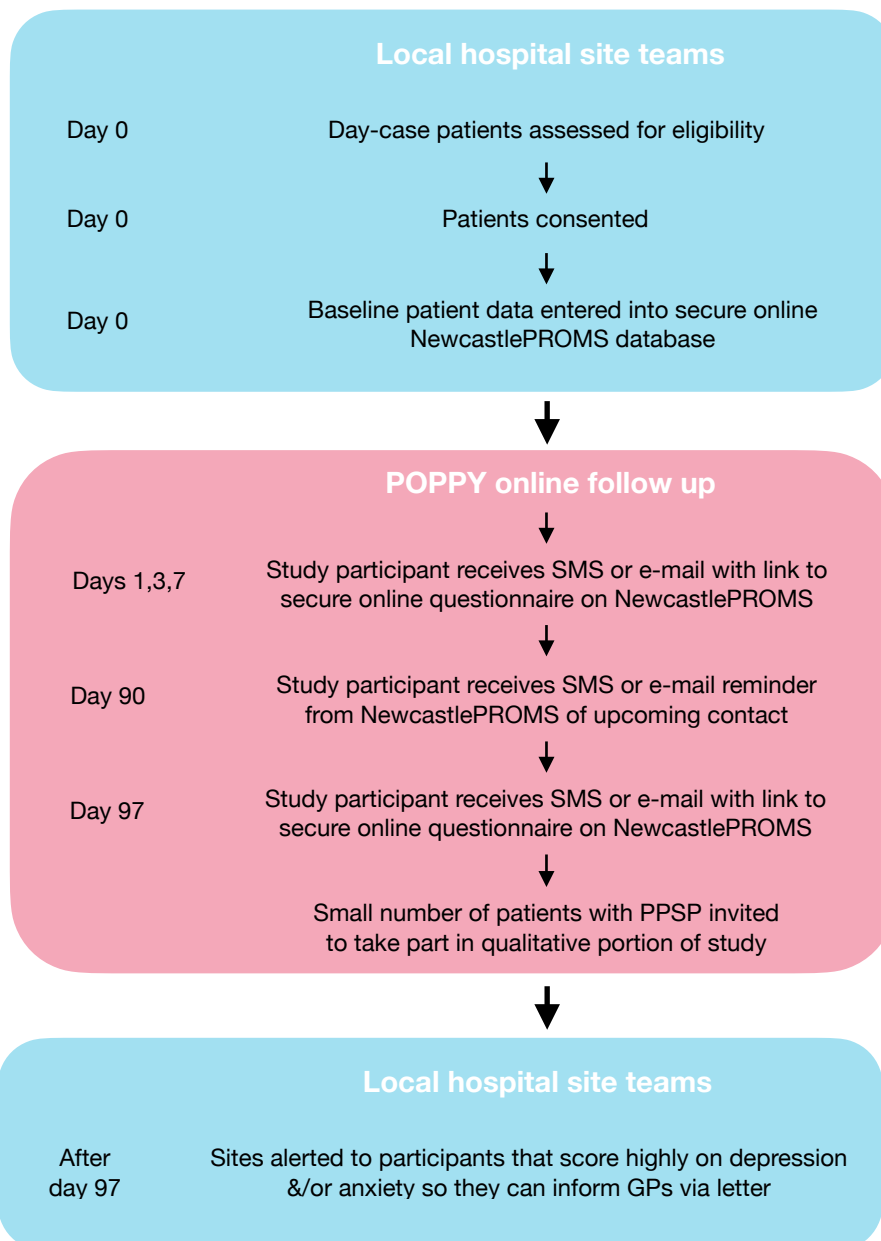 Local hospital site teams
Day 0
Day-case patients assessed for eligibility
Day 0
Patients consented
Day 0
Baseline patient data entered into secure online
NewcastlePROMS database
POPPY online follow up
Days 1,3,7
Study participant receives SMS or e-mail with link to
secure online questionnaire on NewcastlePROMS
Day 90
Study participant receives SMS or e-mail reminder
from NewcastlePROMS of upcoming contact
Day 97
Study participant receives SMS or e-mail with link to
secure online questionnaire on NewcastlePROMS
Small number of patients with PPSP invited
to take part in qualitative portion of study
Local hospital site teams
After
day 97
Sites alerted to participants that score highly on depression
&/or anxiety so they can inform GPs via letter